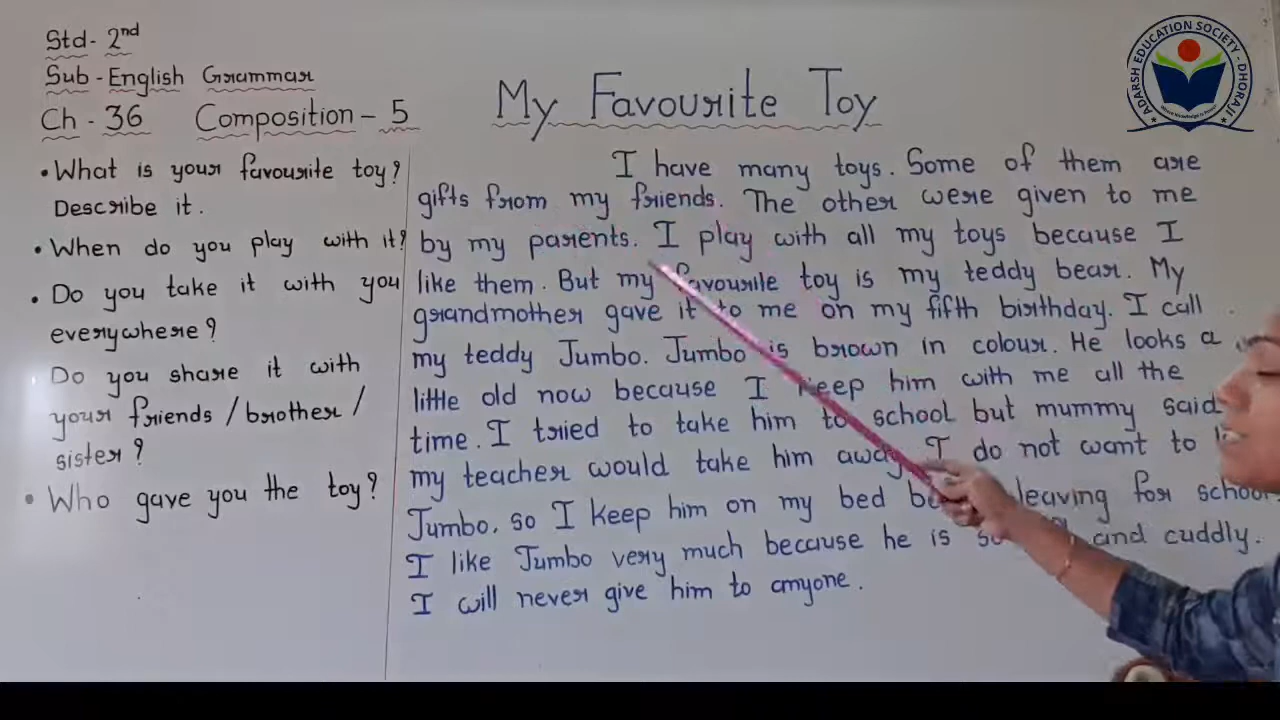 Std- 2nd
Sub - English Grammar
Ch - 36 Composition - 5
• What is your favourite toy?
Describe it.
• When do you play with it?
• Do you take it with you
everywhere?
Do you share it with
your friends / brother /
sister?
• Who gave you the toy?
My Favourite Toy
I have many toys. Some of them are
gifts from my friends. The other were given to me
by my parents. I play with all my toys because I
like them. But my favourite toy is my teddy bear. My
grandmother gave it to me on my fifth birthday. I call
my teddy Jumbo. Jumbo is brown in colour. He looks a
little old now because I keep him with me all the
time. I tried to take him to school but mummy said
my teacher would take him away. I do not want to
Jumbo, so I keep him on my bed leaving for school
I like Jumbo very much because he is and cuddly.
I will never give him to anyone.
ADARSH EDUCATION SOCIETY - DHORAJI